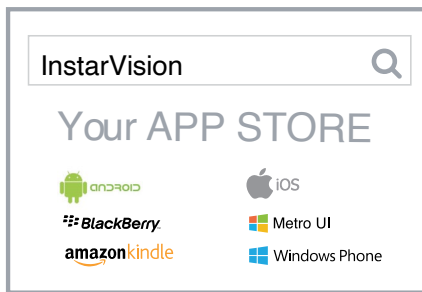 InstarVision
Your APP STORE
android
iOS
BlackBerry.
Metro UI
amazonkindle
Windows Phone